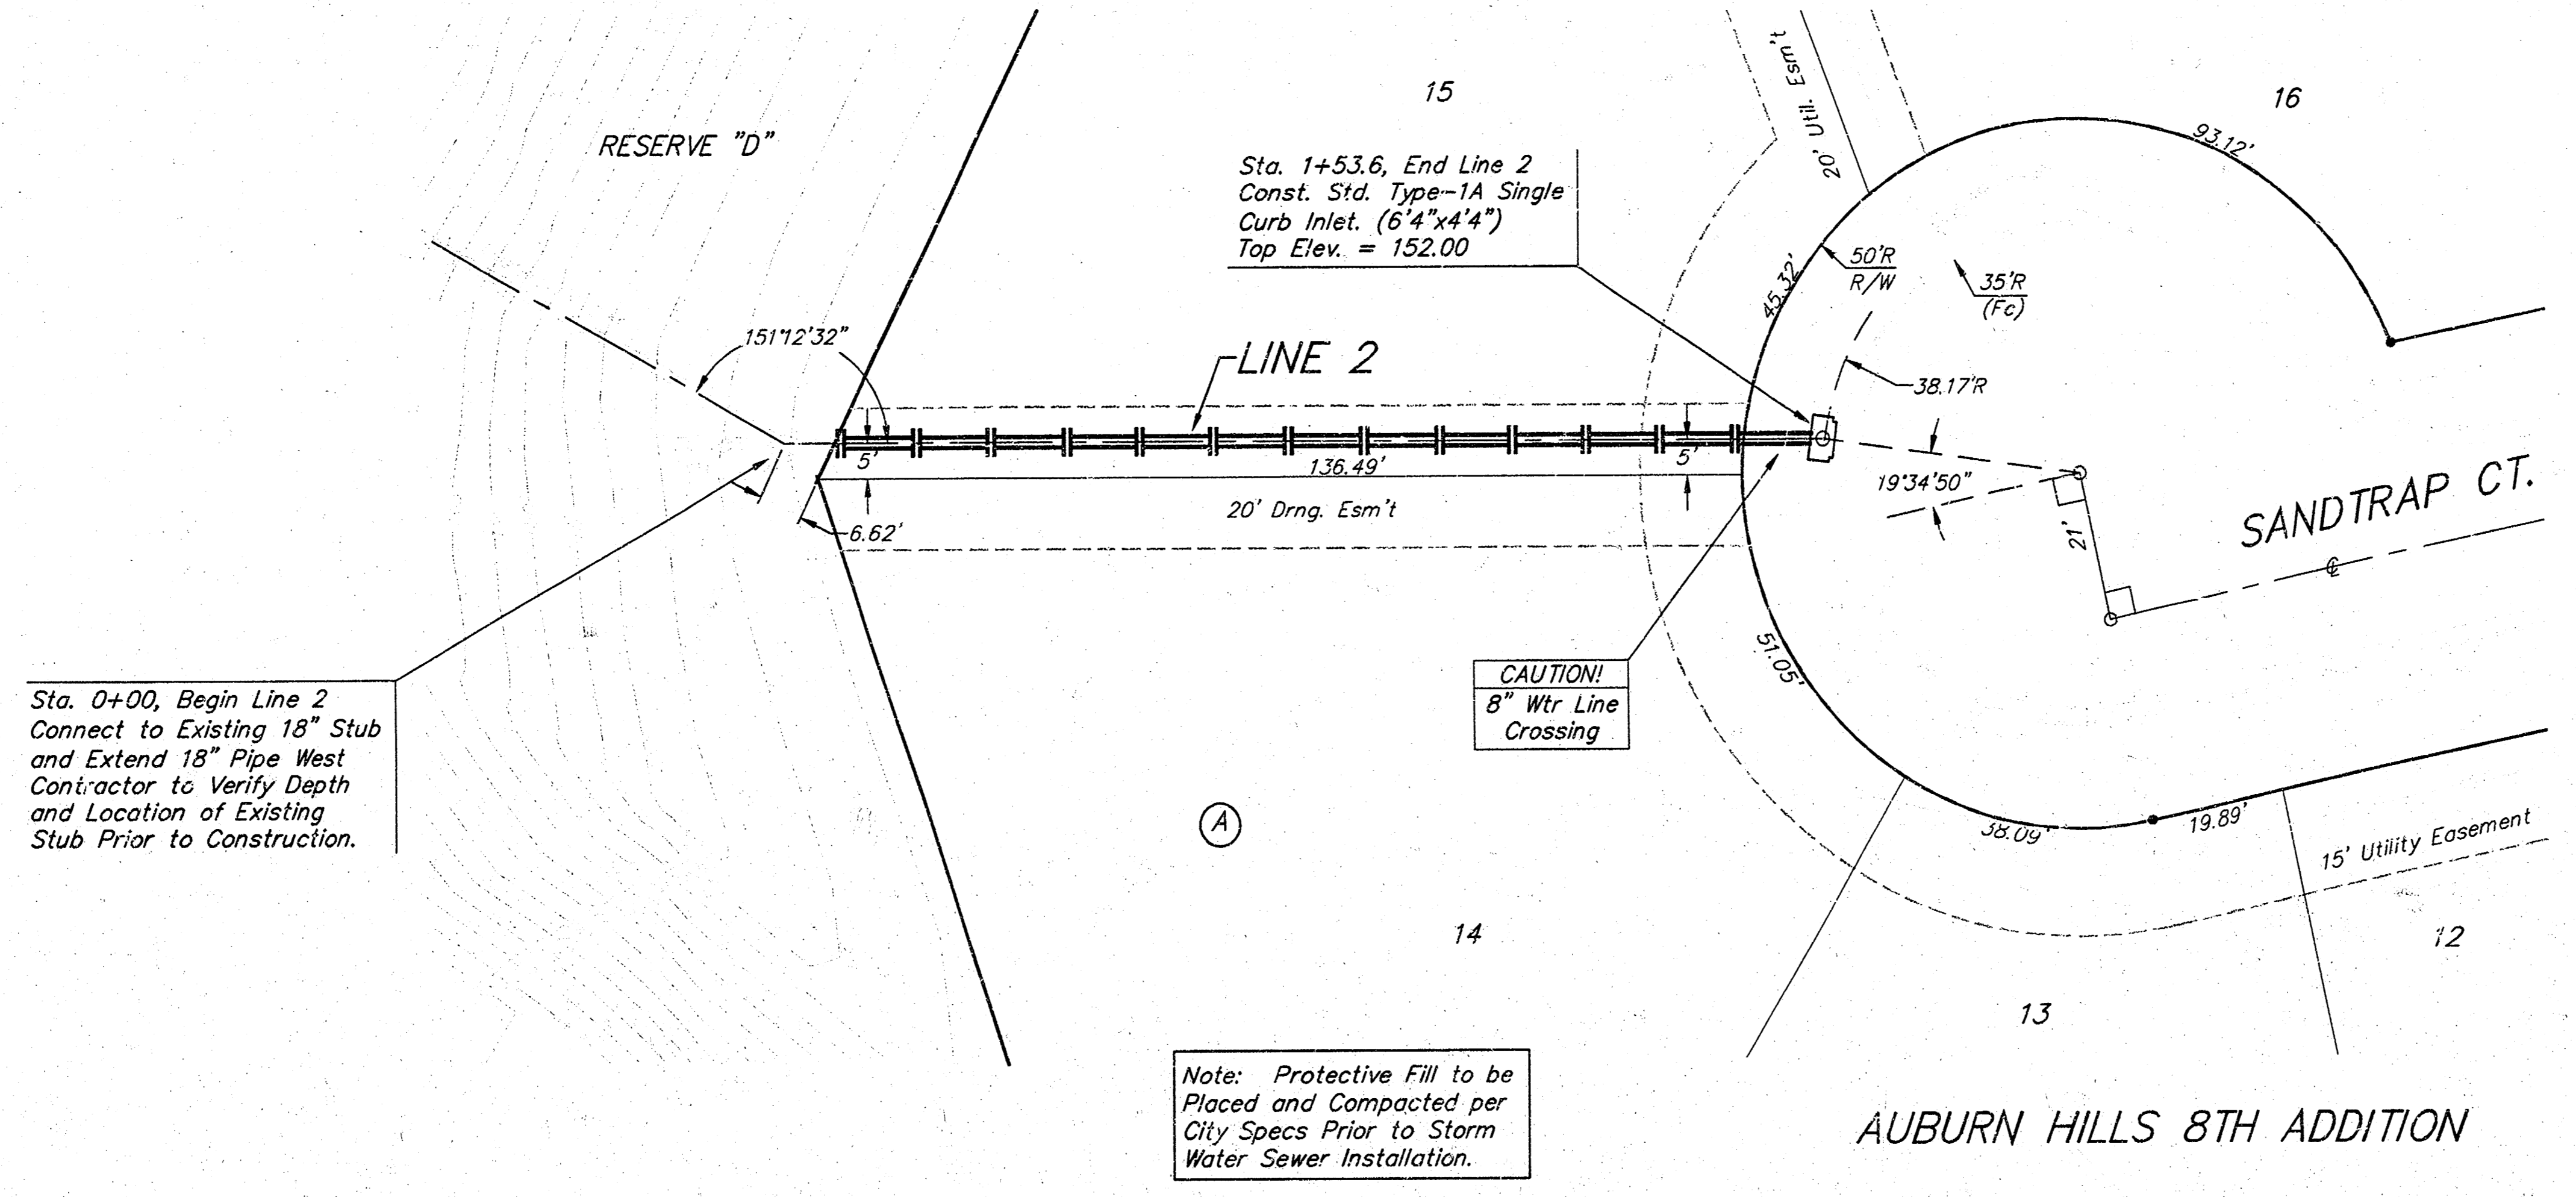 15
16
20' Util. Esm't
93.12'
RESERVE "D"
Sta. 1+53.6, End Line 2
Const. Std. Type-1A Single
Curb Inlet. (6'4"x4'4")
Top Elev. = 152.00
50'R
R/W
35'R
(Fc)
45.32'
151°12'32"
LINE 2
38.17'R
5'
136.49'
5'
19°34'50"
20' Drng. Esm't
6.62'
21'
SANDTRAP CT.
℄
51.05'
CAUTION!
8" Wtr Line
Crossing
Sta. 0+00, Begin Line 2
Connect to Existing 18" Stub
and Extend 18" Pipe West
Contractor to Verify Depth
and Location of Existing
Stub Prior to Construction.
A
38.09'
19.89'
15' Utility Easement
14
12
13
Note: Protective Fill to be
Placed and Compacted per
City Specs Prior to Storm
Water Sewer Installation.
AUBURN HILLS 8TH ADDITION